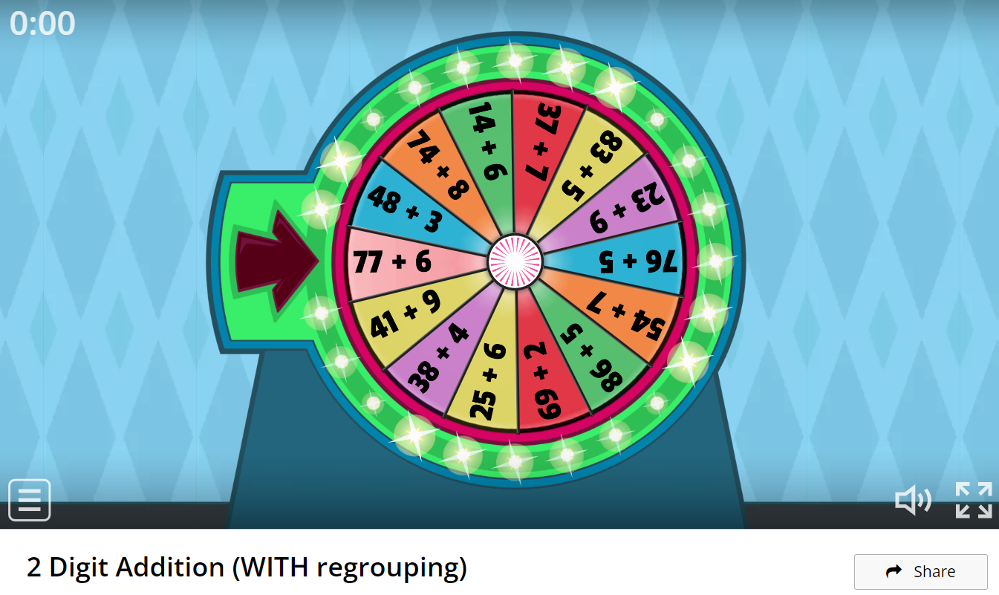 0:00
77 + 6
48 + 3
74 + 8
14 + 6
37 + 7
83 + 5
23 + 9
76 + 5
54 + 7
86 + 5
69 + 2
25 + 6
38 + 4
41 + 9
2 Digit Addition (WITH regrouping)
Share